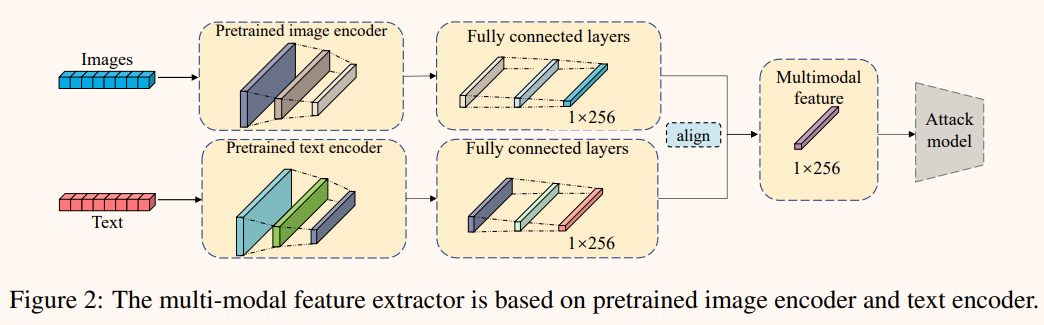 Images
Pretrained image encoder
Fully connected layers
1×256
Text
Pretrained text encoder
Fully connected layers
1×256
align
Multimodal
feature
1×256
Attack
model
Figure 2: The multi-modal feature extractor is based on pretrained image encoder and text encoder.